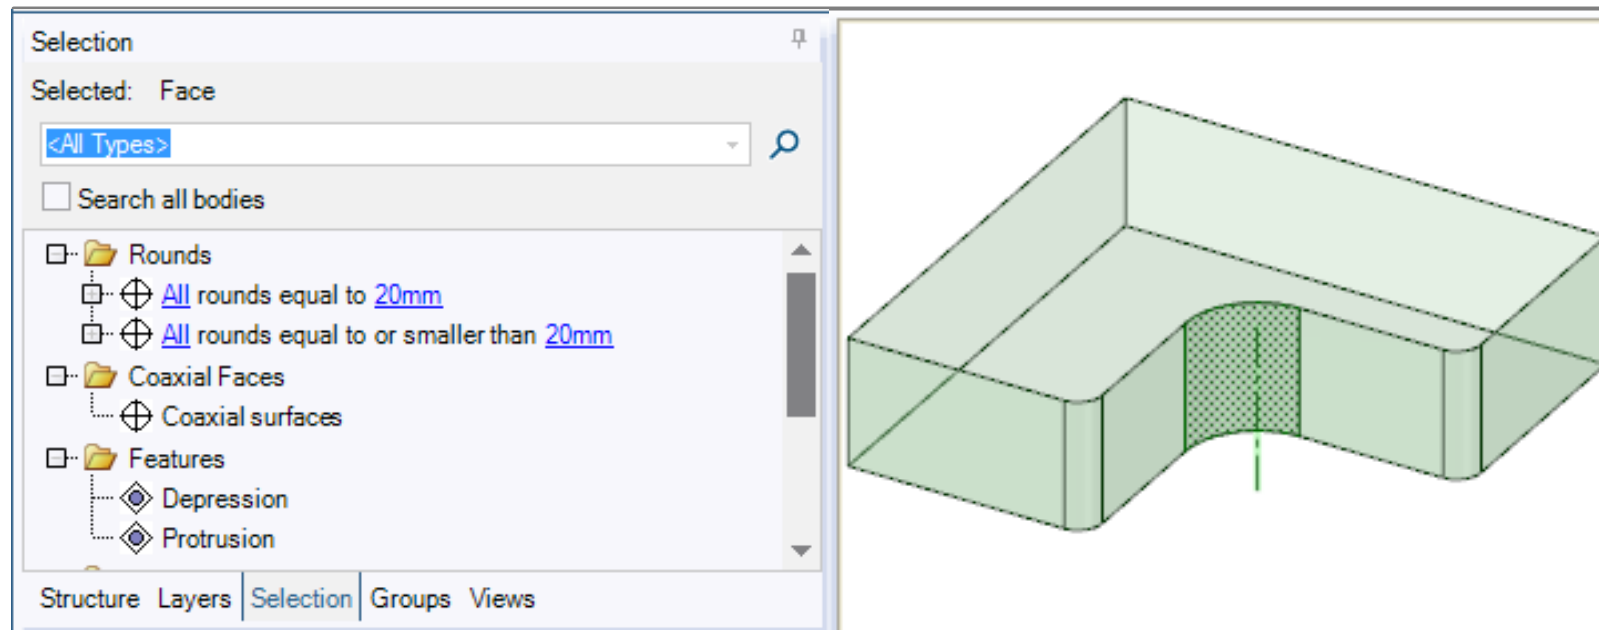 Selection
Selected: Face
<All Types>
Search all bodies
Rounds
All rounds equal to 20mm
All rounds equal to or smaller than 20mm
Coaxial Faces
Coaxial surfaces
Features
Depression
Protrusion
Structure Layers Selection Groups Views